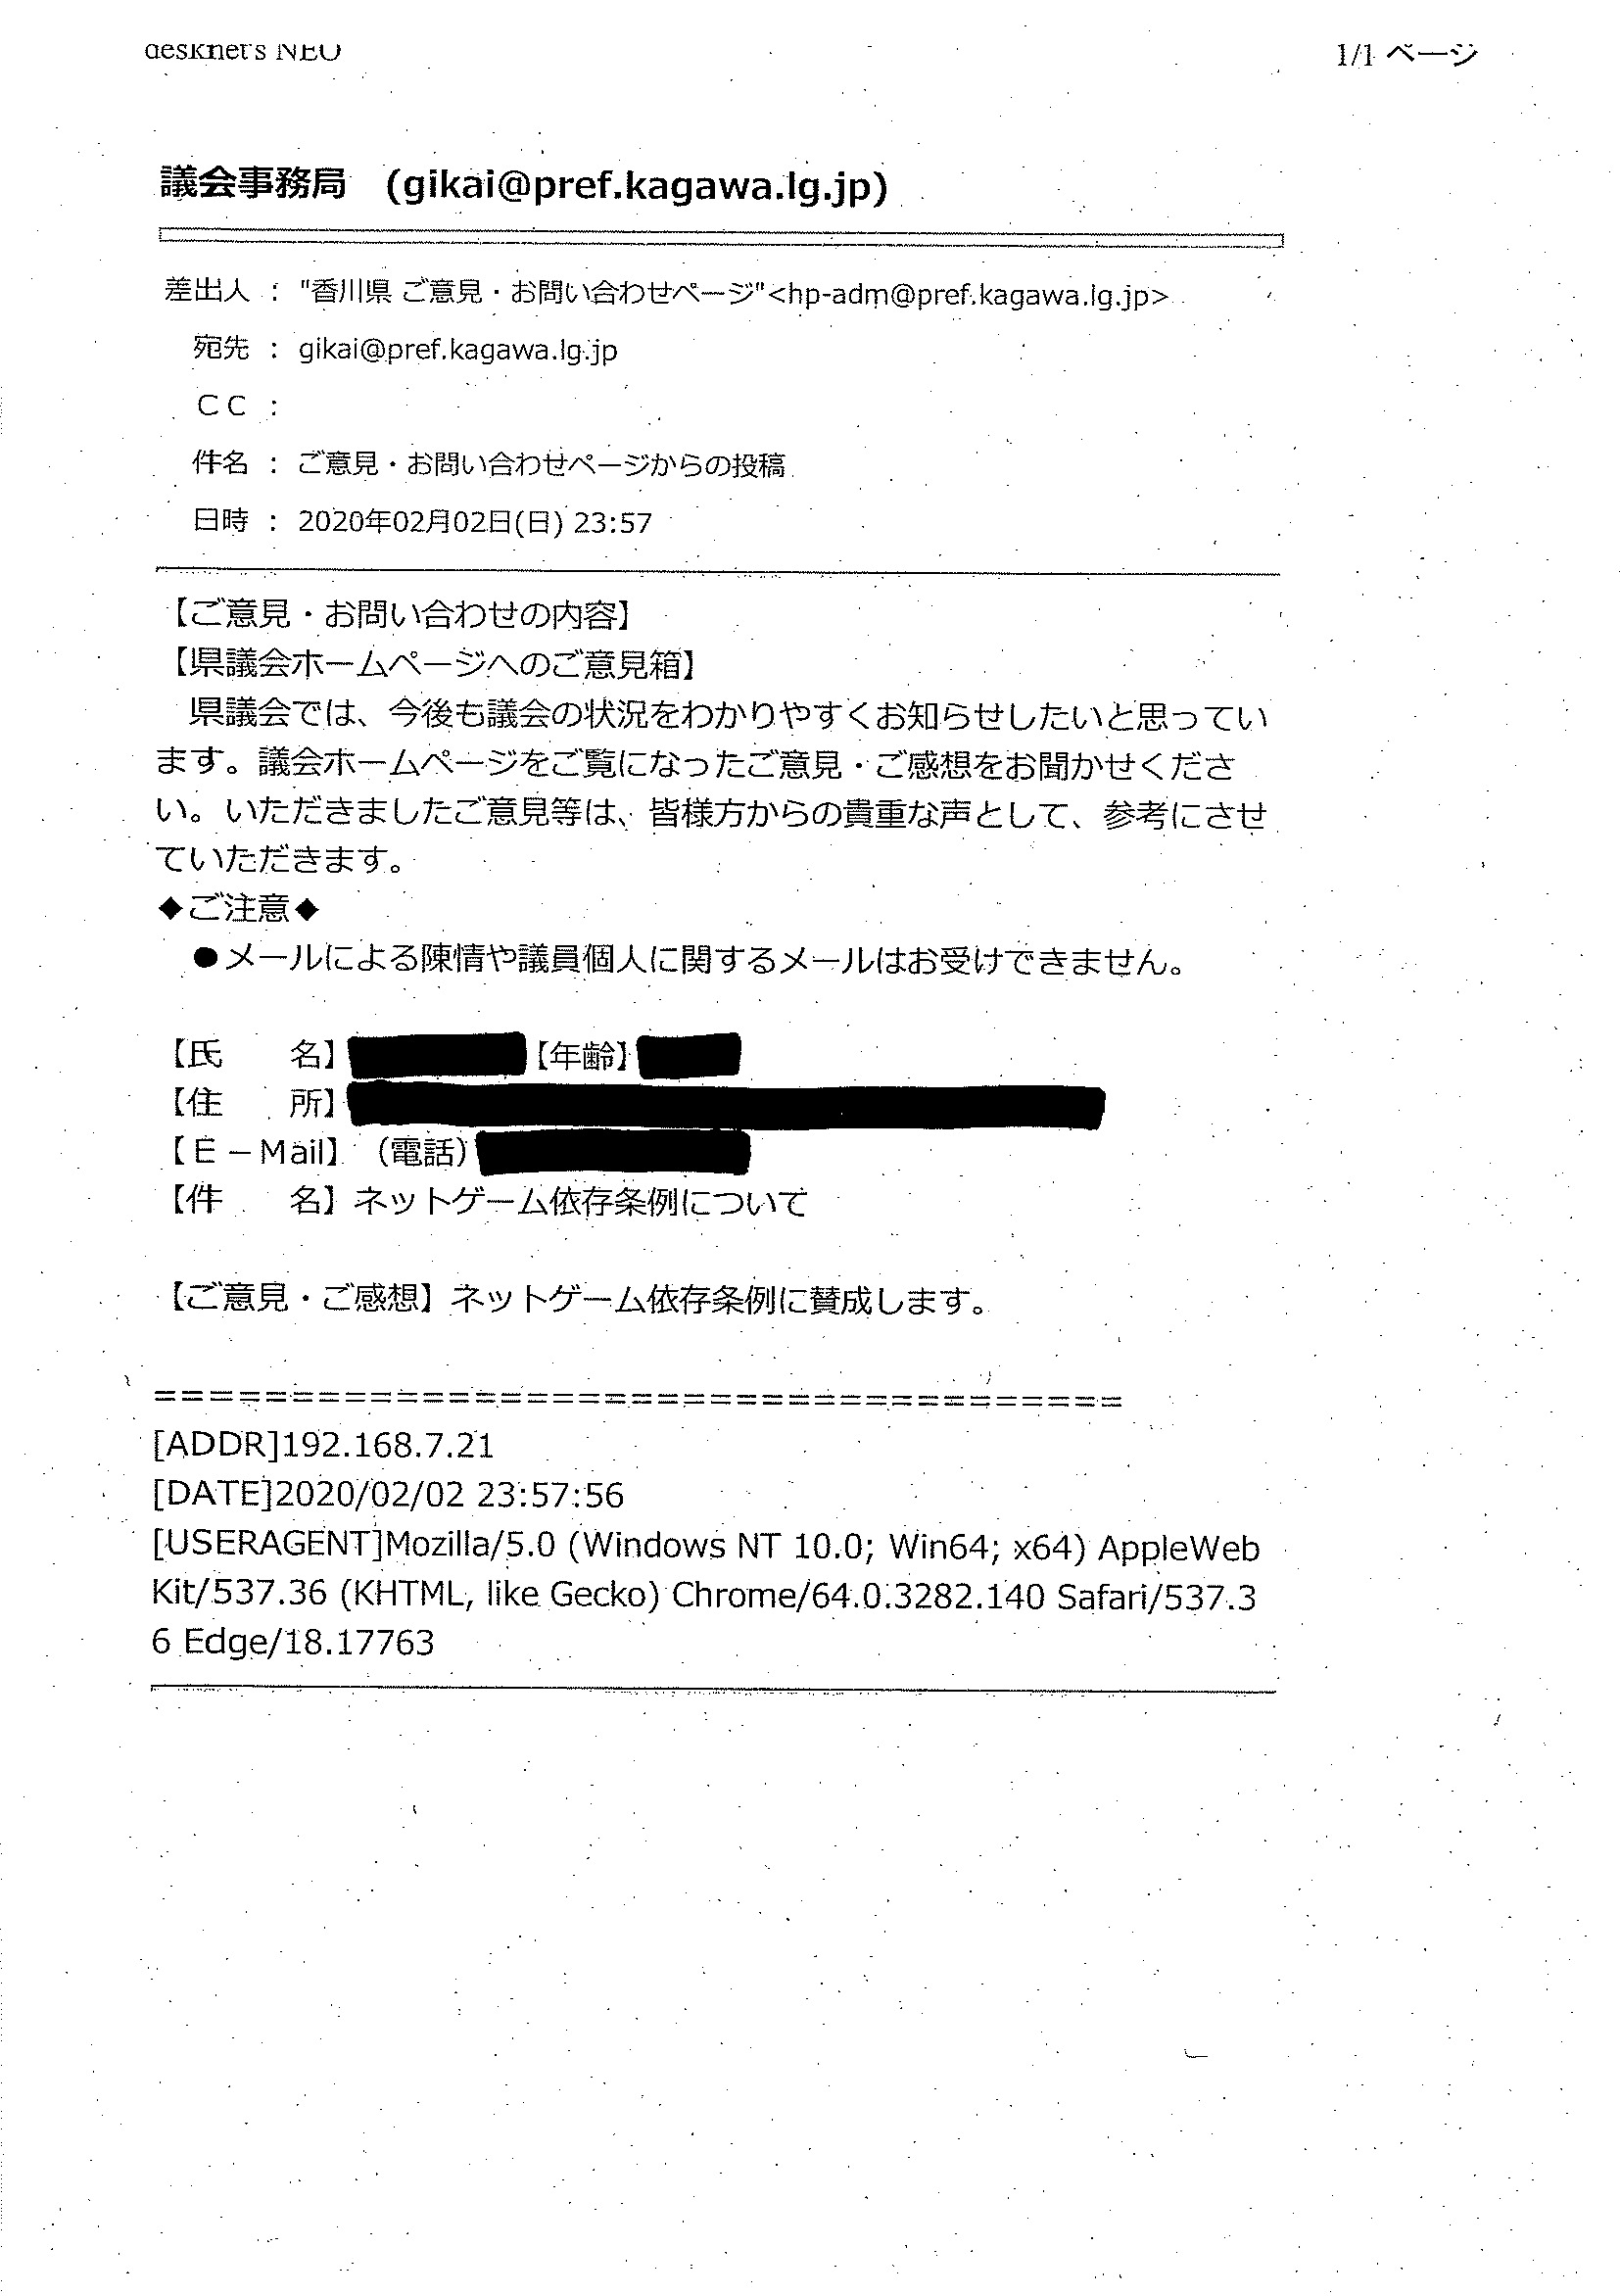 desknet's NEO
1/1 ページ
議会事務局 (gikai@pref.kagawa.lg.jp)
差出人 : "香川県 ご意見・お問い合わせページ"<hp-adm@pref.kagawa.lg.jp>
宛先 : gikai@pref.kagawa.lg.jp
ＣＣ :
件名 : ご意見・お問い合わせページからの投稿
日時 : 2020年02月02日(日) 23:57
【ご意見・お問い合わせの内容】
【県議会ホームページへのご意見箱】
県議会では、今後も議会の状況をわかりやすくお知らせしたいと思ってい
ます。議会ホームページをご覧になったご意見・ご感想をお聞かせくださ
い。いただきましたご意見等は、皆様方からの貴重な声として、参考にさせ
ていただきます。
◆ご注意◆
●メールによる陳情や議員個人に関するメールはお受けできません。
【氏　　名】【年齢】
【住　　所】
【Ｅ－Mail】（電話）
【件　　名】ネットゲーム依存条例について
【ご意見・ご感想】ネットゲーム依存条例に賛成します。
=====================================
[ADDR]192.168.7.21
[DATE]2020/02/02 23:57:56
[USERAGENT]Mozilla/5.0 (Windows NT 10.0; Win64; x64) AppleWeb
Kit/537.36 (KHTML, like Gecko) Chrome/64.0.3282.140 Safari/537.3
6 Edge/18.17763